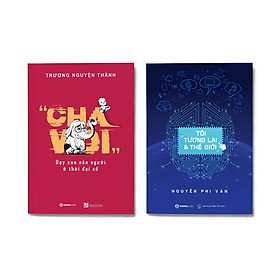 TRƯƠNG NGUYỆN THÀNH
“CHA
VOI„
Dạy con nên người
ở thời đại số
TÔI
TƯƠNG LAI
& THẾ GIỚI
NGUYỄN PHI VÂN